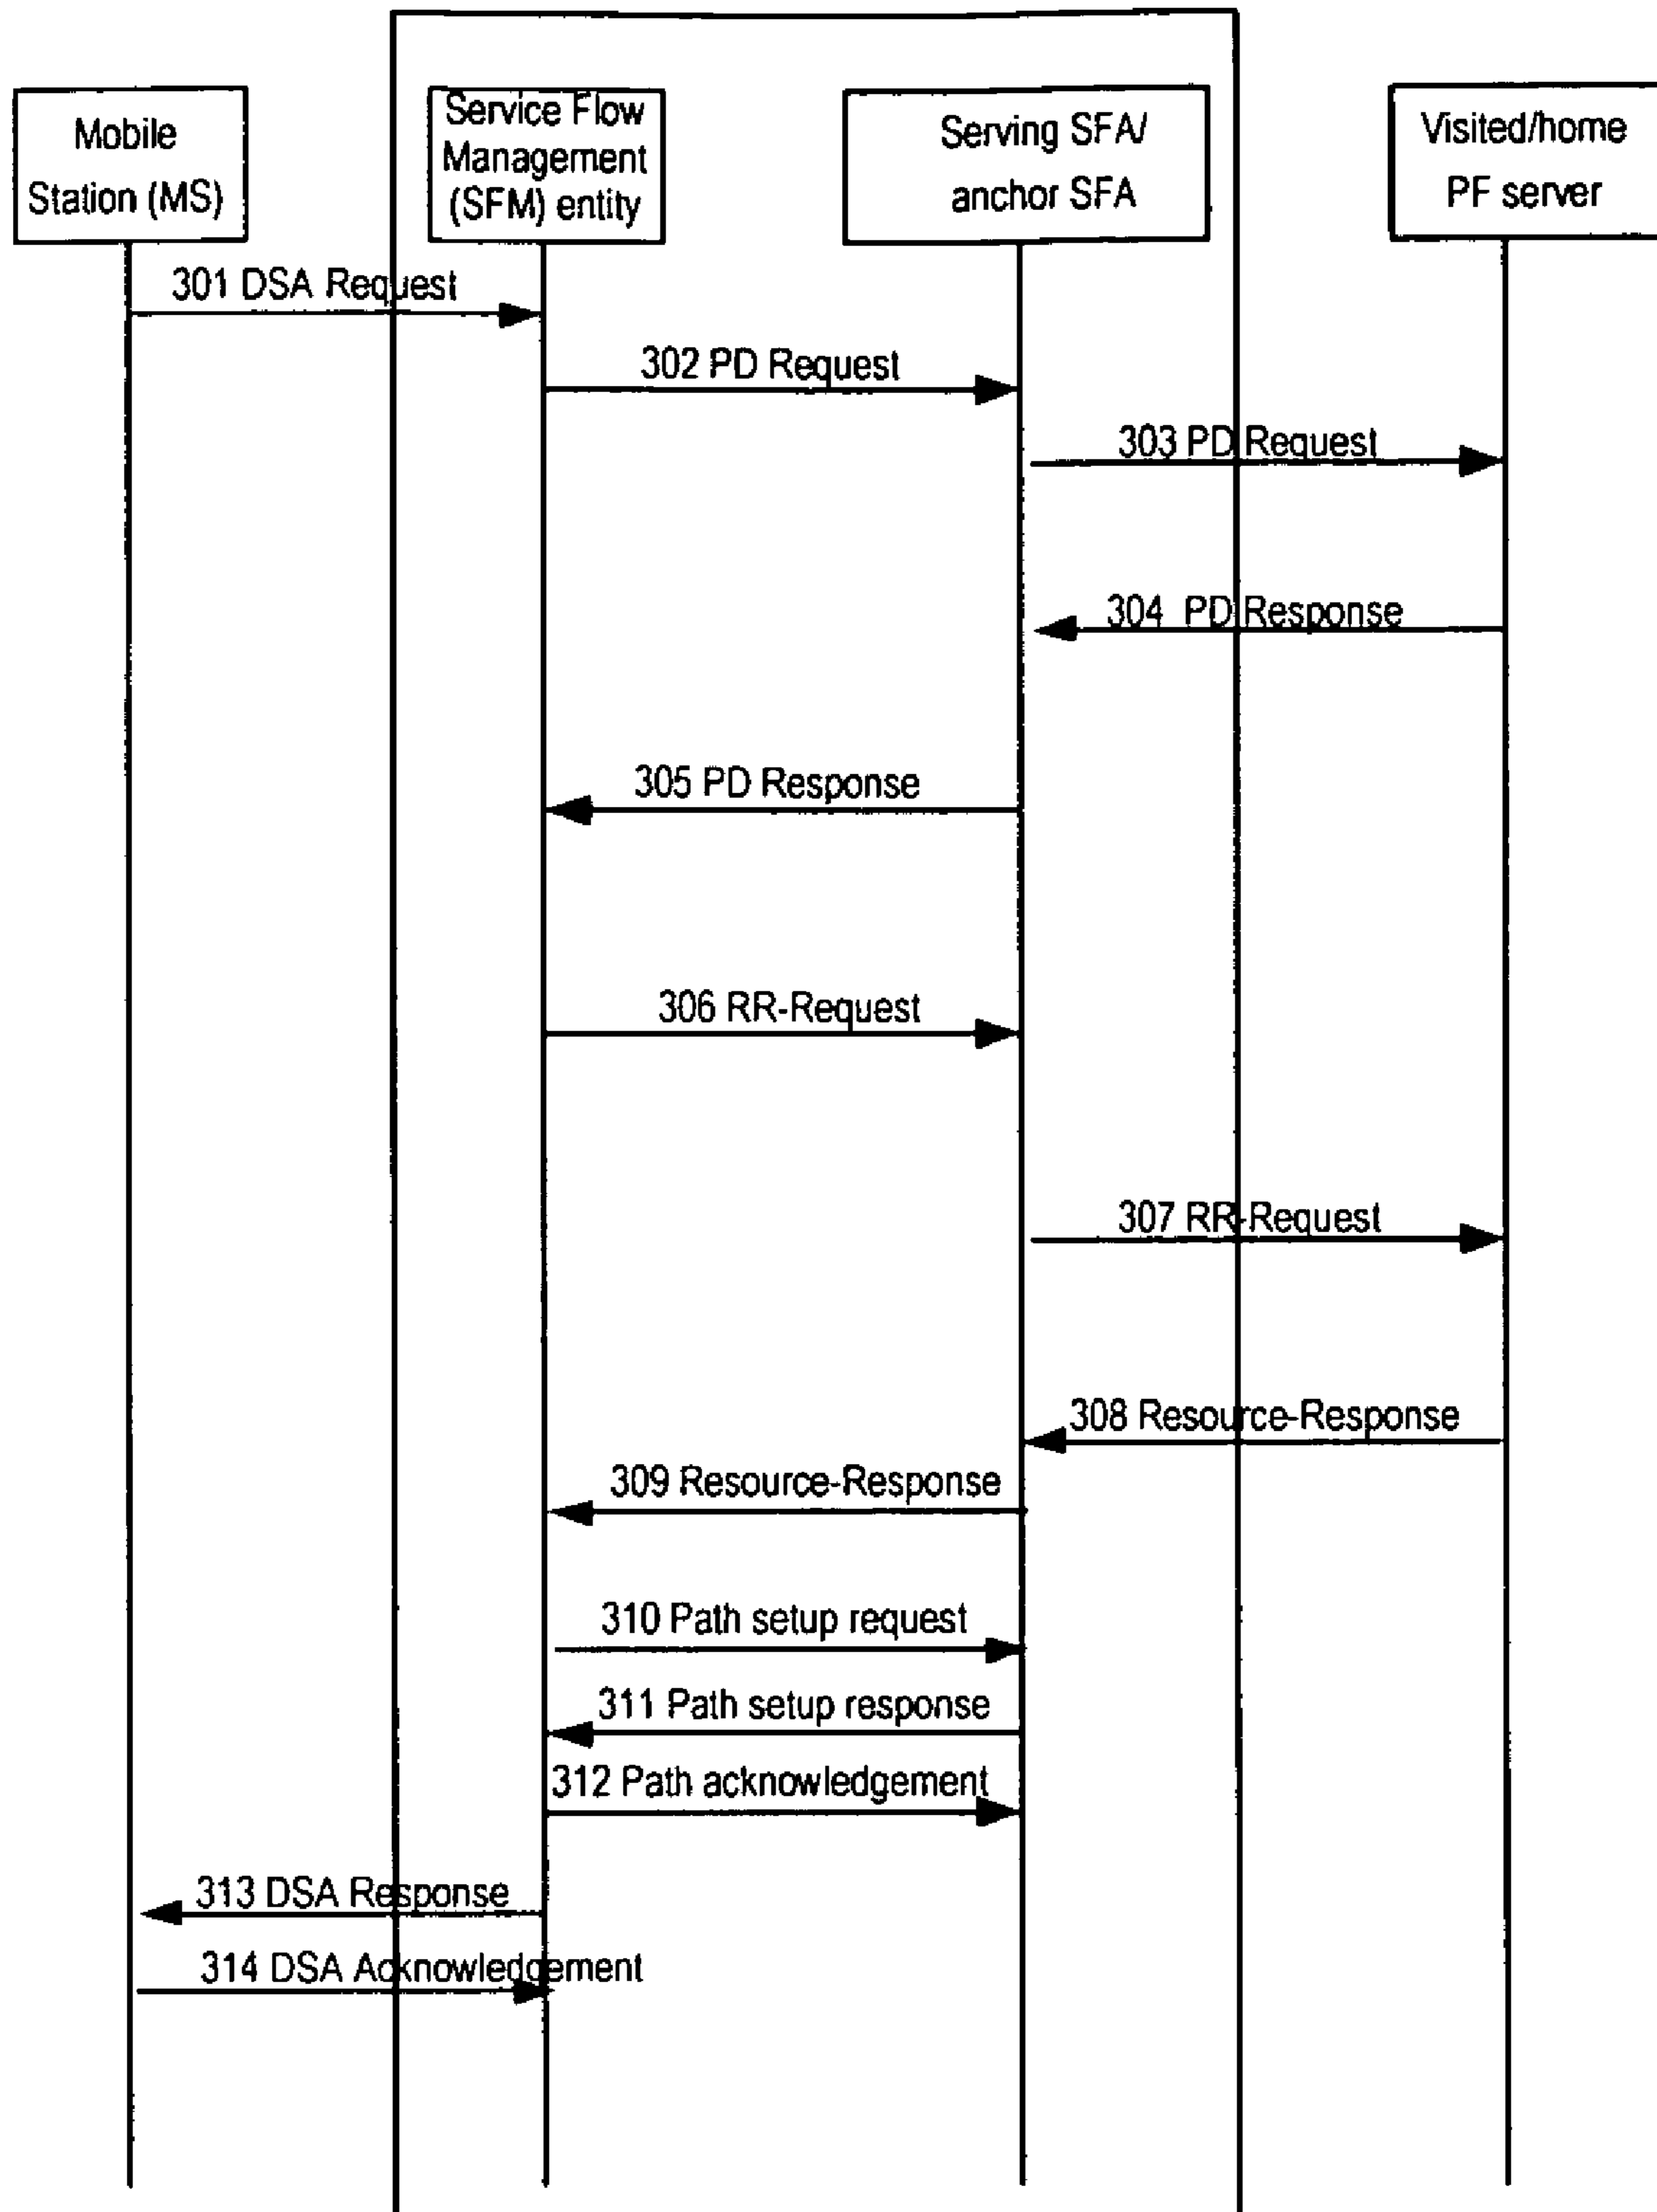 Mobile
Station (MS)
Service Flow
Management
(SFM) entity
Serving SFA/
anchor SFA
Visited/home
PF server
301 DSA Request
302 PD Request
303 PD Request
304 PD Response
305 PD Response
306 RR-Request
307 RR-Request
308 Resource-Response
309 Resource-Response
310 Path setup request
311 Path setup response
312 Path acknowledgement
313 DSA Response
314 DSA Acknowledgement